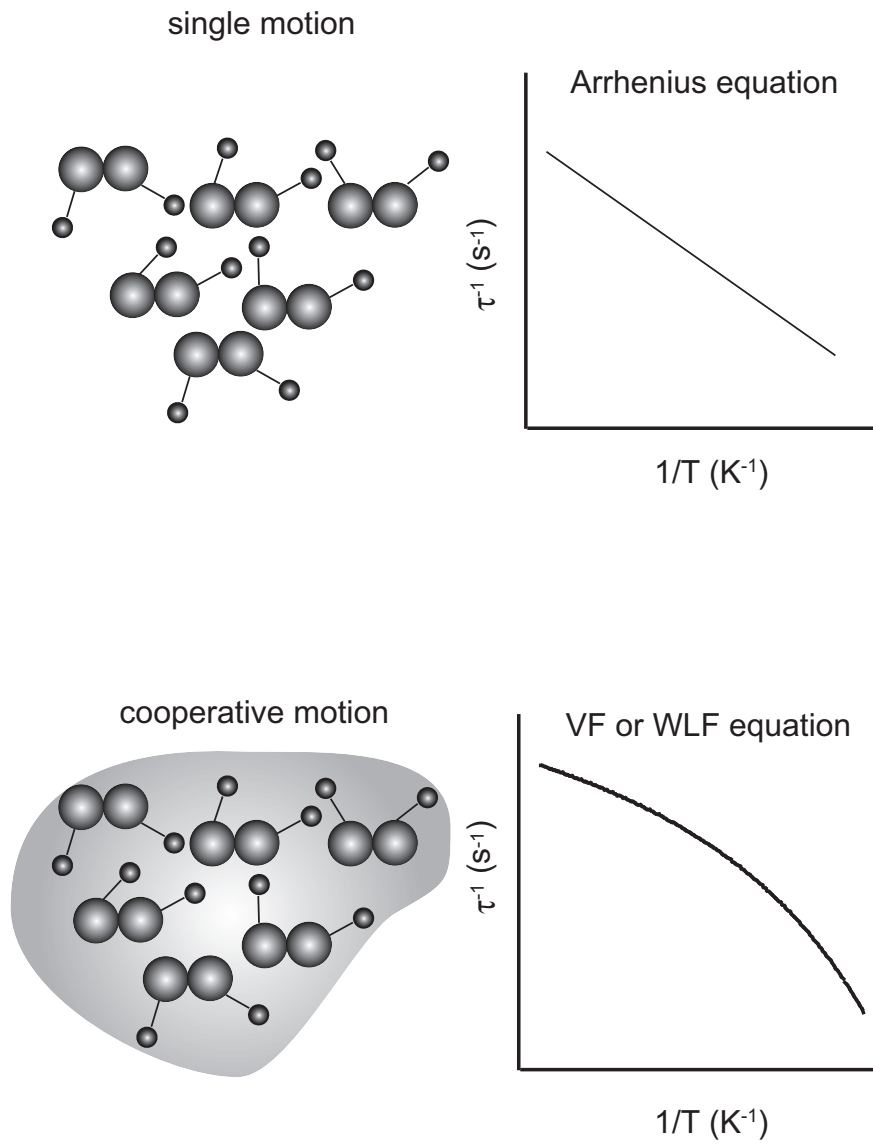 single motion
Arrhenius equation
τ⁻¹ (s⁻¹)
1/T (K⁻¹)
cooperative motion
VF or WLF equation
τ⁻¹ (s⁻¹)
1/T (K⁻¹)